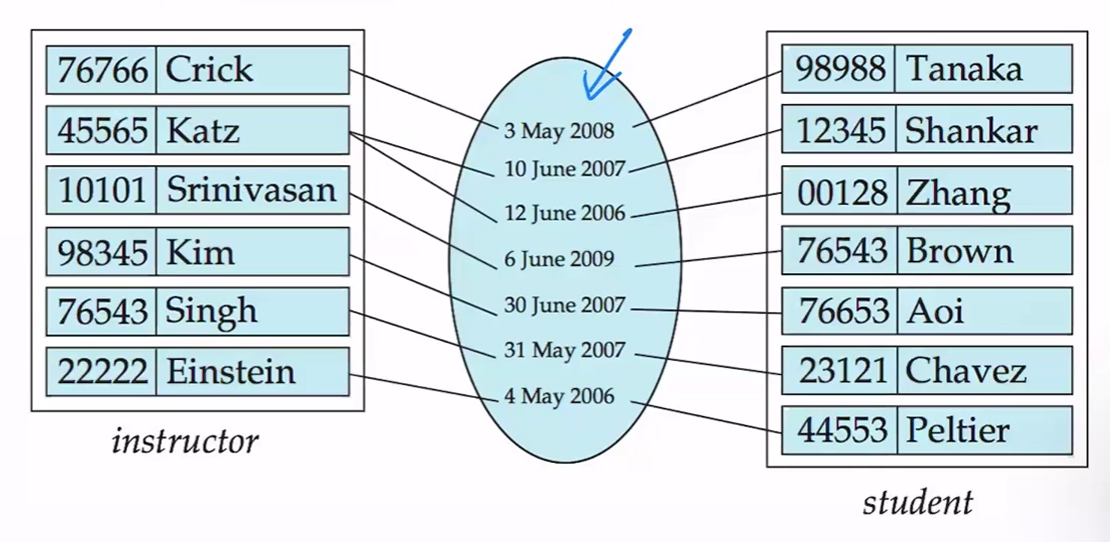 76766 Crick
45565 Katz
10101 Srinivasan
98345 Kim
76543 Singh
22222 Einstein
instructor
3 May 2008
10 June 2007
12 June 2006
6 June 2009
30 June 2007
31 May 2007
4 May 2006
98988 Tanaka
12345 Shankar
00128 Zhang
76543 Brown
76653 Aoi
23121 Chavez
44553 Peltier
student